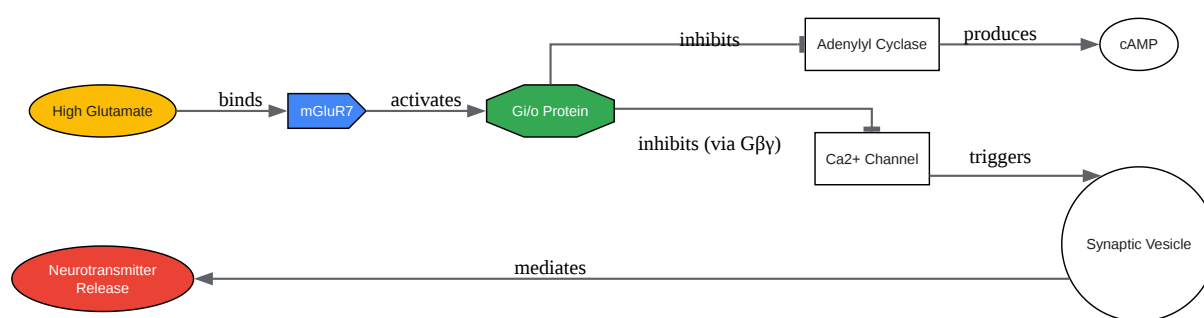 inhibits
Adenylyl Cyclase
produces
cAMP
High Glutamate
binds
mGluR7
activates
Gi/o Protein
inhibits (via Gβγ)
Ca2+ Channel
triggers
Synaptic Vesicle
mediates
Neurotransmitter
Release